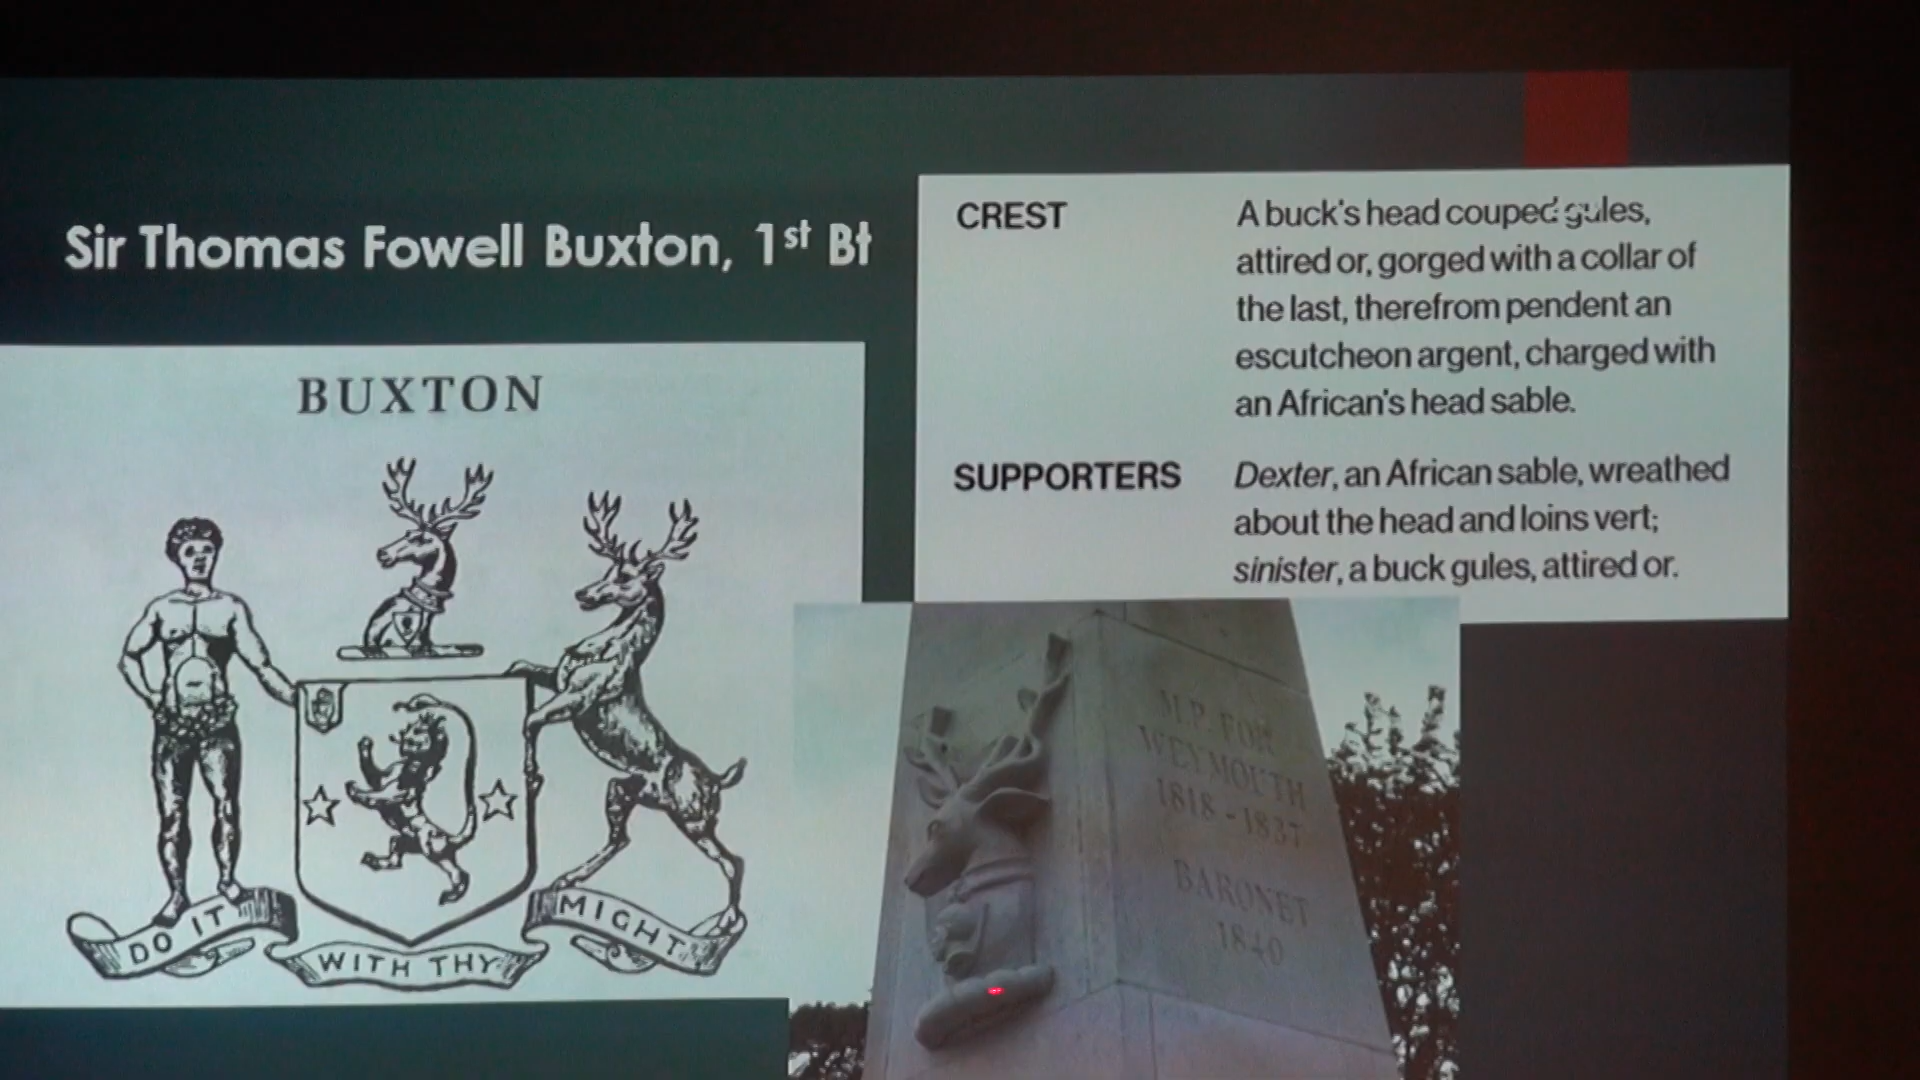 Sir Thomas Fowell Buxton, 1st Bt
BUXTON
DO IT
WITH THY
MIGHT
CREST
A buck's head couped gules,
attired or, gorged with a collar of
the last, therefrom pendent an
escutcheon argent, charged with
an African's head sable.
SUPPORTERS
Dexter, an African sable, wreathed
about the head and loins vert;
sinister, a buck gules, attired or.
M.P. FOR
WEYMOUTH
1818 - 1837
BARONET
1840